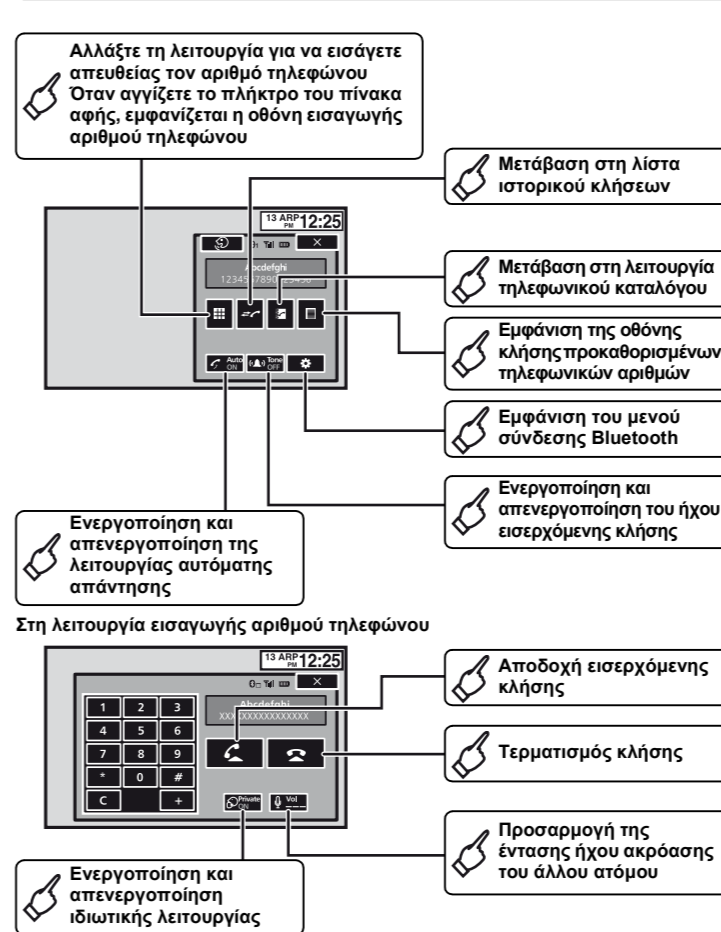 Αλλάξτε τη λειτουργία για να εισάγετε
απευθείας τον αριθμό τηλεφώνου
Όταν αγγίζετε το πλήκτρο του πίνακα
αφής, εμφανίζεται η οθόνη εισαγωγής
αριθμού τηλεφώνου
Μετάβαση στη λίστα
ιστορικού κλήσεων
13 ARP
PM 12:25
Abcdefghi
Μετάβαση στη λειτουργία
τηλεφωνικού καταλόγου
Εμφάνιση της οθόνης
κλήσης προκαθορισμένων
τηλεφωνικών αριθμών
Auto
ON
Tone
OFF
Εμφάνιση του μενού
σύνδεσης Bluetooth
Ενεργοποίηση και
απενεργοποίηση του ήχου
εισερχόμενης κλήσης
Ενεργοποίηση και
απενεργοποίηση της
λειτουργίας αυτόματης
απάντησης
Στη λειτουργία εισαγωγής αριθμού τηλεφώνου
13 ARP
PM 12:25
Abcdefghi
XXXXXXXXXXXXXXXX
1 2 3
4 5 6
7 8 9
* 0 #
C +
Private
ON
Vol
Αποδοχή εισερχόμενης
κλήσης
Τερματισμός κλήσης
Προσαρμογή της
έντασης ήχου ακρόασης
του άλλου ατόμου
Ενεργοποίηση και
απενεργοποίηση
ιδιωτικής λειτουργίας